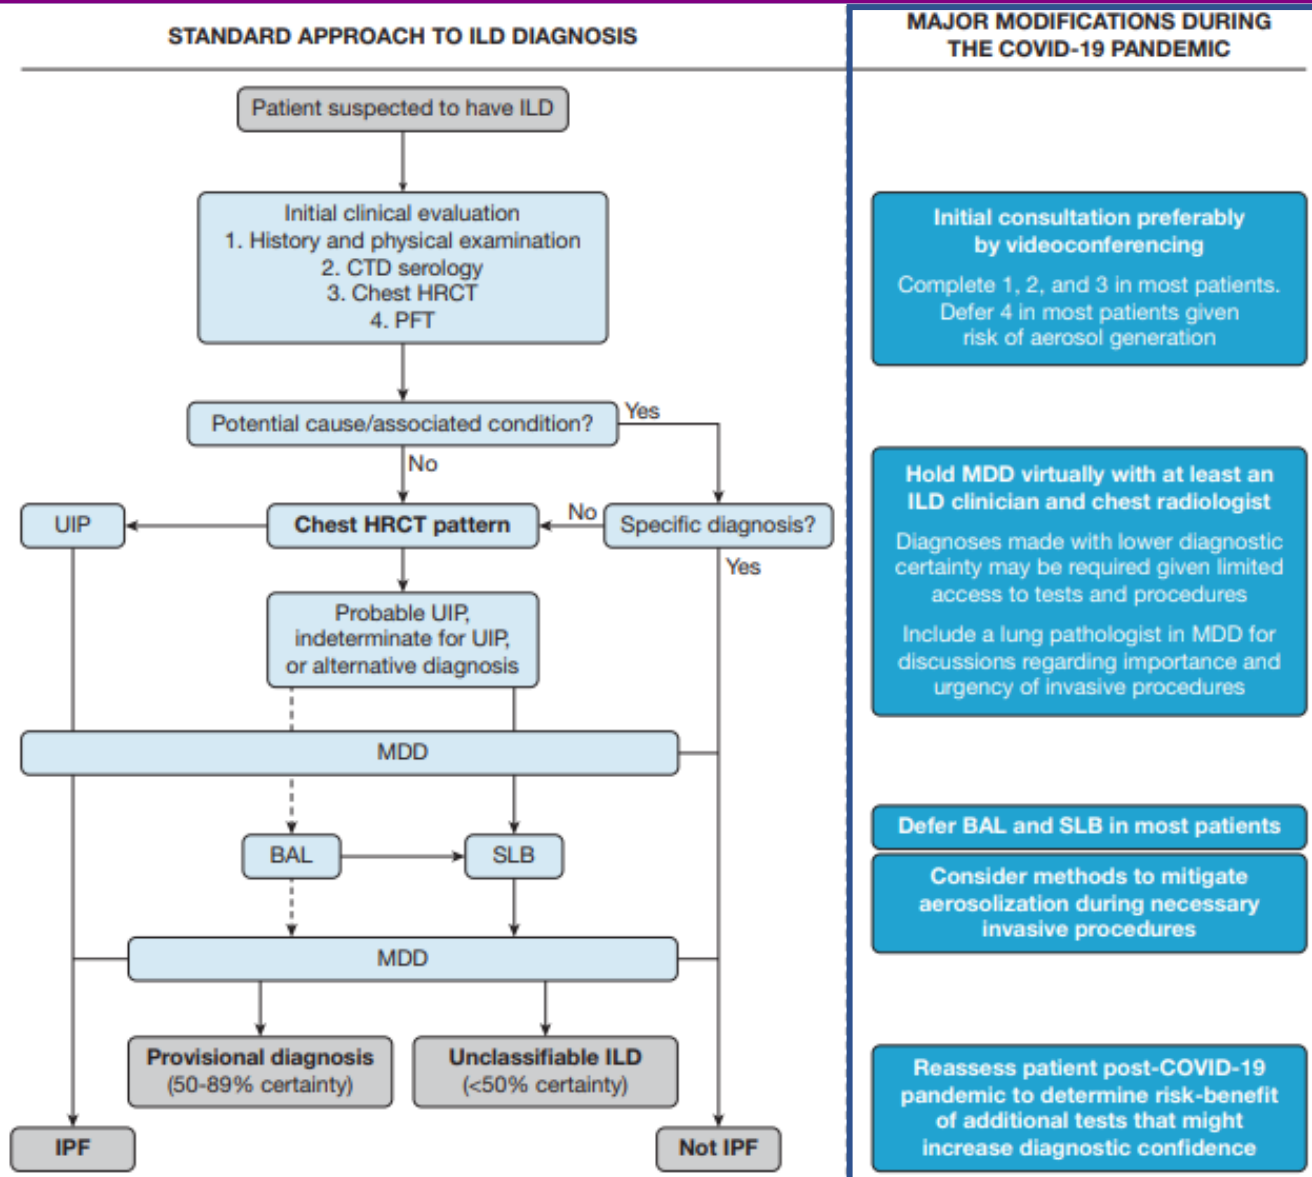 STANDARD APPROACH TO ILD DIAGNOSIS
Patient suspected to have ILD
Initial clinical evaluation
1. History and physical examination
2. CTD serology
3. Chest HRCT
4. PFT
Potential cause/associated condition?
Yes
No
UIP
Chest HRCT pattern
No
Specific diagnosis?
Yes
Probable UIP,
indeterminate for UIP,
or alternative diagnosis
MDD
BAL
SLB
MDD
Provisional diagnosis
(50-89% certainty)
Unclassifiable ILD
(<50% certainty)
IPF
Not IPF
MAJOR MODIFICATIONS DURING
THE COVID-19 PANDEMIC
Initial consultation preferably
by videoconferencing
Complete 1, 2, and 3 in most patients.
Defer 4 in most patients given
risk of aerosol generation
Hold MDD virtually with at least an
ILD clinician and chest radiologist
Diagnoses made with lower diagnostic
certainty may be required given limited
access to tests and procedures
Include a lung pathologist in MDD for
discussions regarding importance and
urgency of invasive procedures
Defer BAL and SLB in most patients
Consider methods to mitigate
aerosolization during necessary
invasive procedures
Reassess patient post-COVID-19
pandemic to determine risk-benefit
of additional tests that might
increase diagnostic confidence